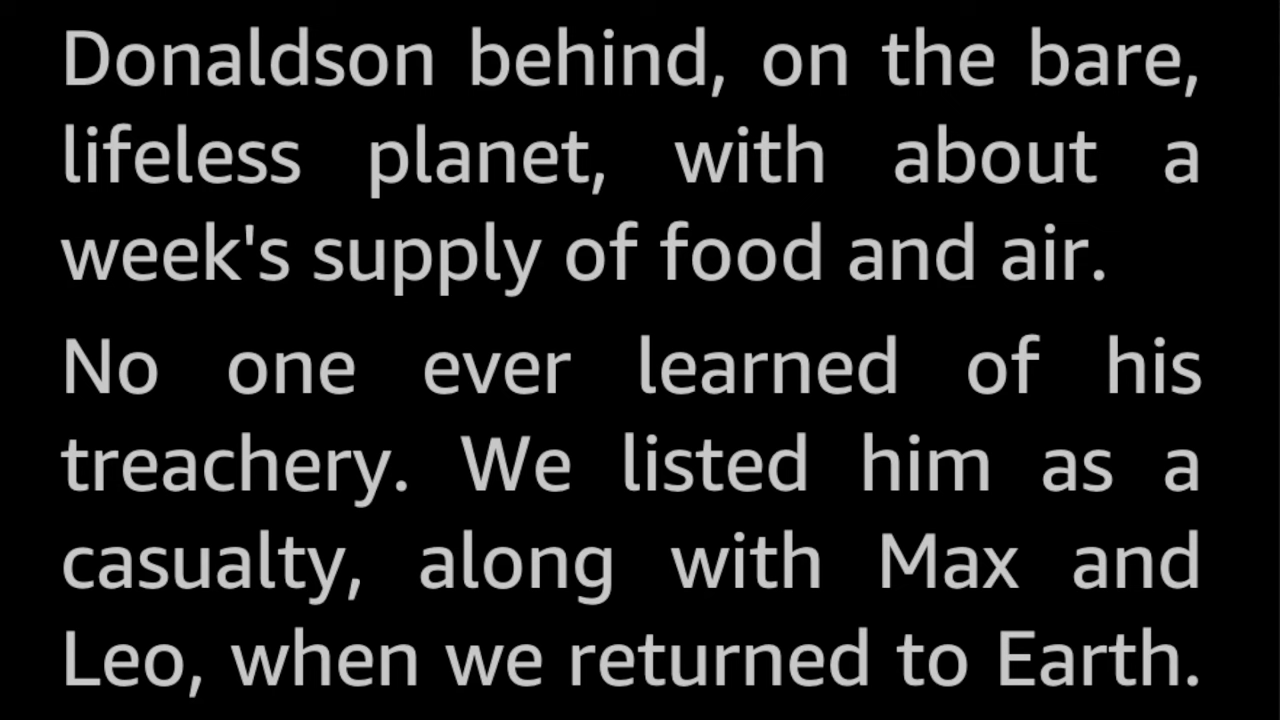 Donaldson behind, on the bare,
lifeless planet, with about a
week's supply of food and air.
No one ever learned of his
treachery. We listed him as a
casualty, along with Max and
Leo, when we returned to Earth.